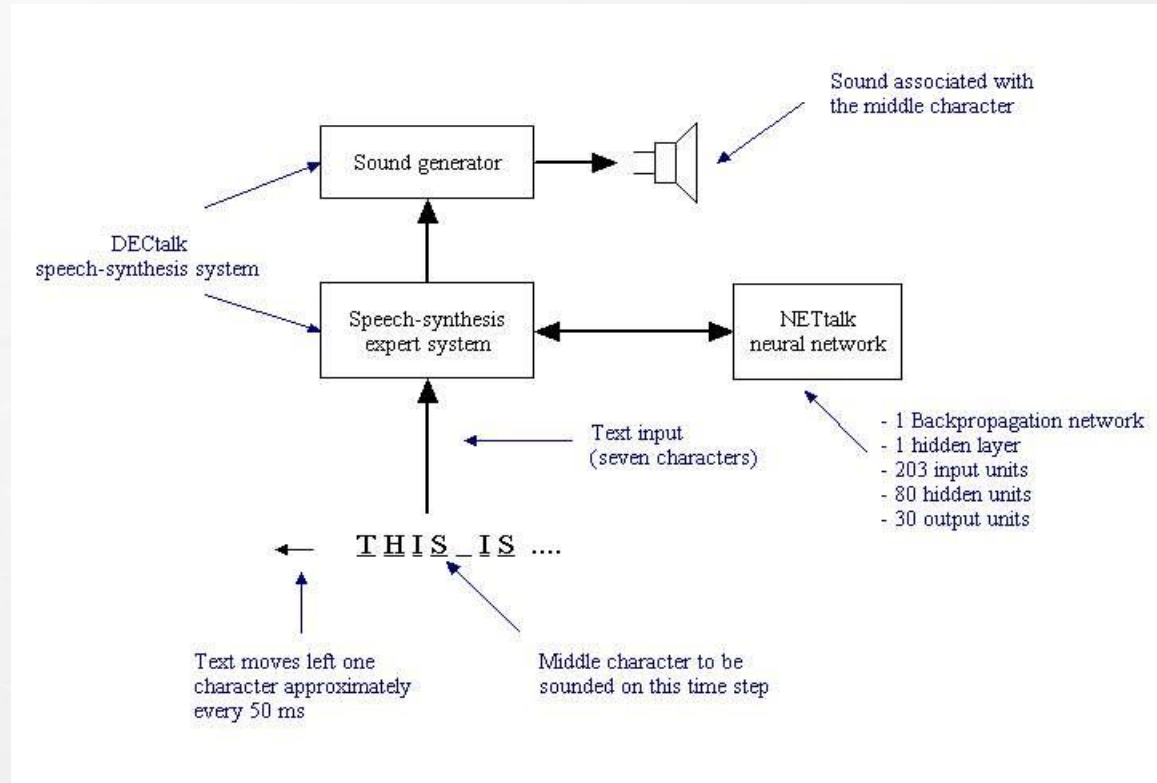 Sound associated with
the middle character
Sound generator
DECtalk
speech-synthesis system
Speech-synthesis
expert system
NETtalk
neural network
- 1 Backpropagation network
- 1 hidden layer
- 203 input units
- 80 hidden units
- 30 output units
Text input
(seven characters)
T H I S _ I S ....
Text moves left one
character approximately
every 50 ms
Middle character to be
sounded on this time step